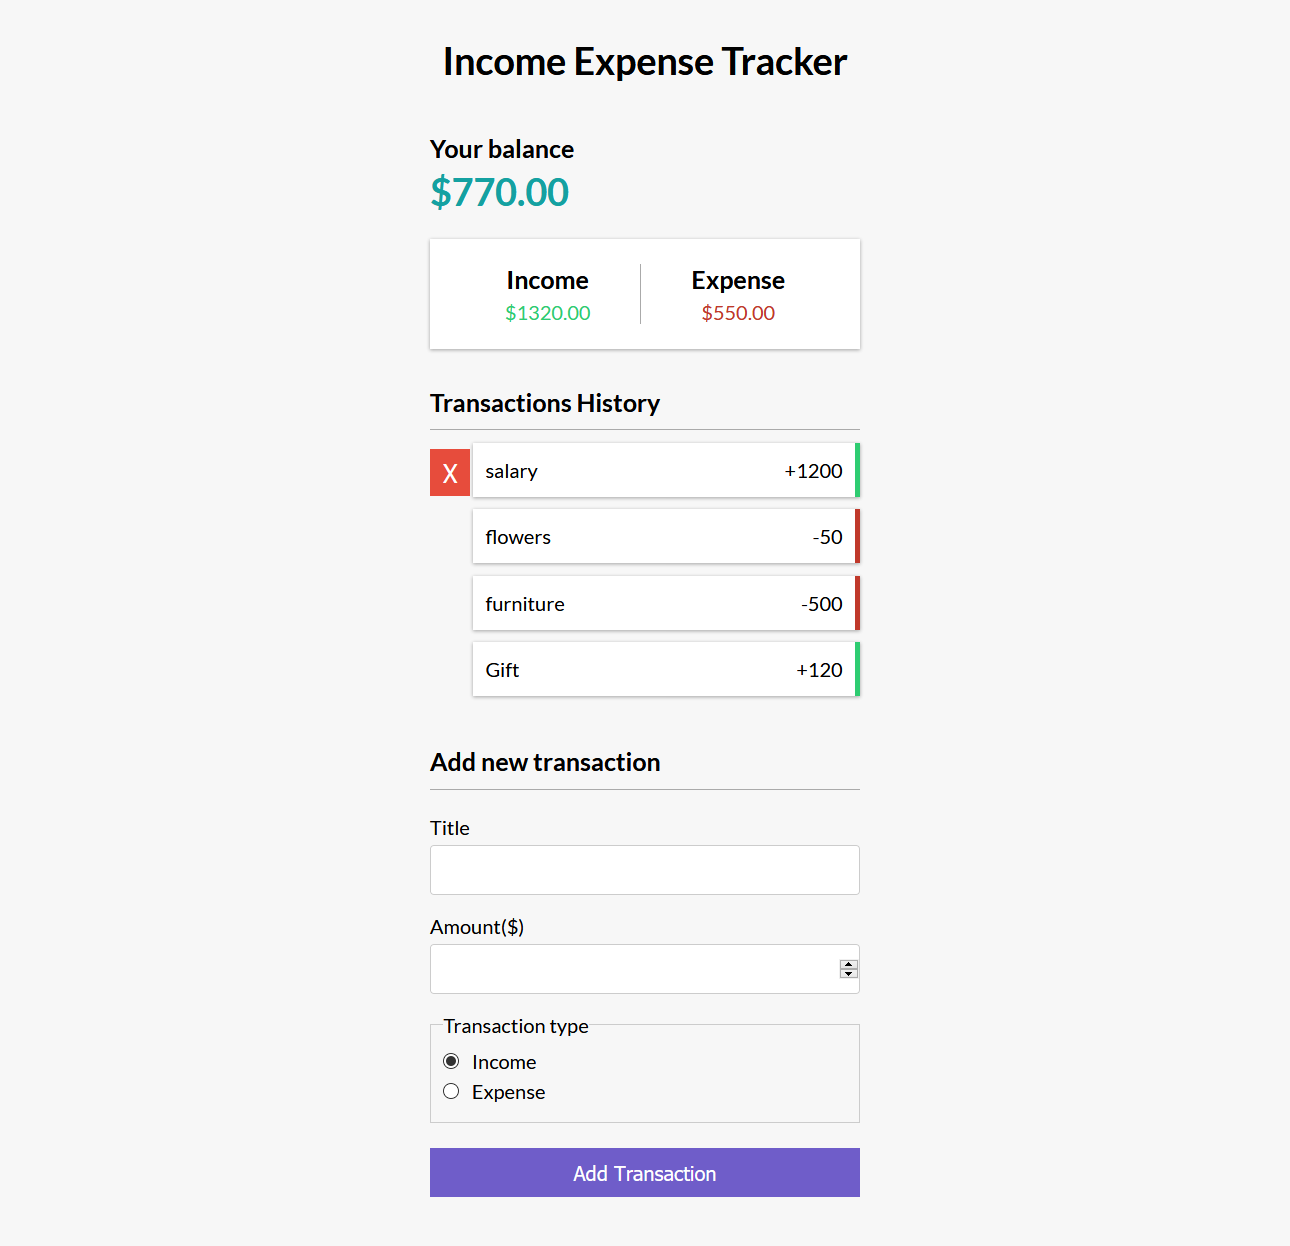 Income Expense Tracker
Your balance
$770.00
Income Expense
$1320.00 $550.00
Transactions History
X salary +1200
flowers -50
furniture -500
Gift +120
Add new transaction
Title
Amount($)
Transaction type
Income
Expense
Add Transaction